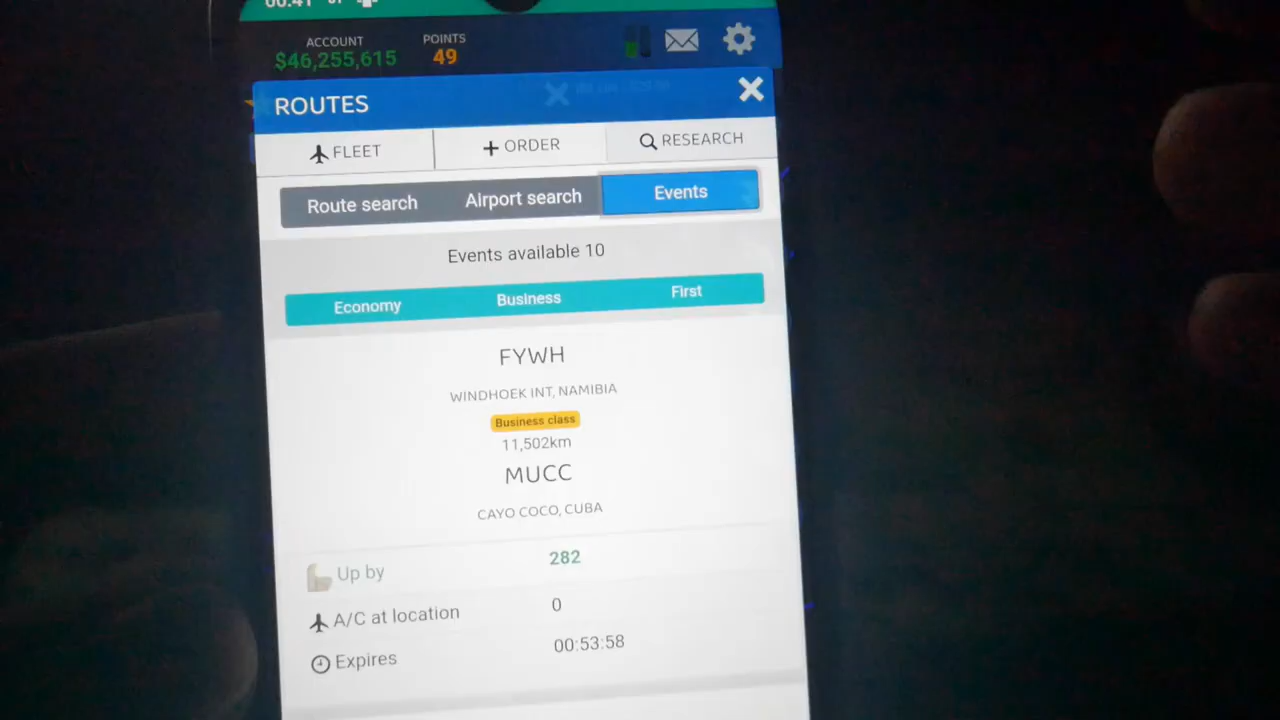 00:41
ACCOUNT POINTS
$46,255,615 49
ROUTES
FLEET ORDER RESEARCH
Route search Airport search Events
Events available 10
Economy Business First
FYWH
WINDHOEK INT, NAMIBIA
Business class
11,502km
MUCC
CAYO COCO, CUBA
Up by 282
A/C at location 0
Expires 00:53:58